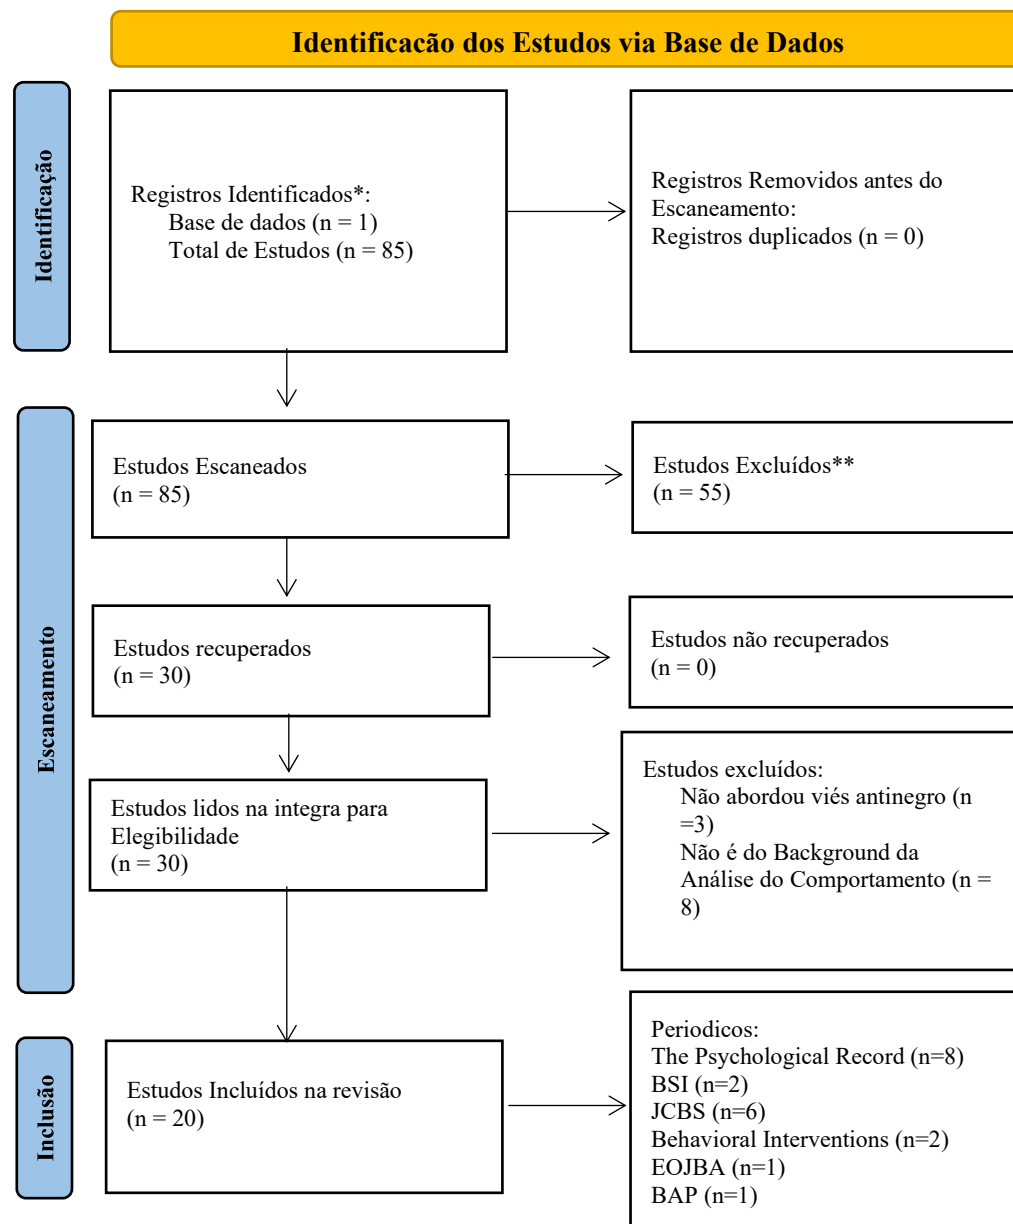 Identificacão dos Estudos via Base de Dados
Identificação
Registros Identificados*:
Base de dados (n = 1)
Total de Estudos (n = 85)
Registros Removidos antes do
Escaneamento:
Registros duplicados (n = 0)
Escaneamento
Estudos Escaneados
(n = 85)
Estudos Excluídos**
(n = 55)
Estudos recuperados
(n = 30)
Estudos não recuperados
(n = 0)
Estudos lidos na integra para
Elegibilidade
(n = 30)
Estudos excluídos:
Não abordou viés antinegro (n
=3)
Não é do Background da
Análise do Comportamento (n =
8)
Inclusão
Estudos Incluídos na revisão
(n = 20)
Periodicos:
The Psychological Record (n=8)
BSI (n=2)
JCBS (n=6)
Behavioral Interventions (n=2)
EOJBA (n=1)
BAP (n=1)